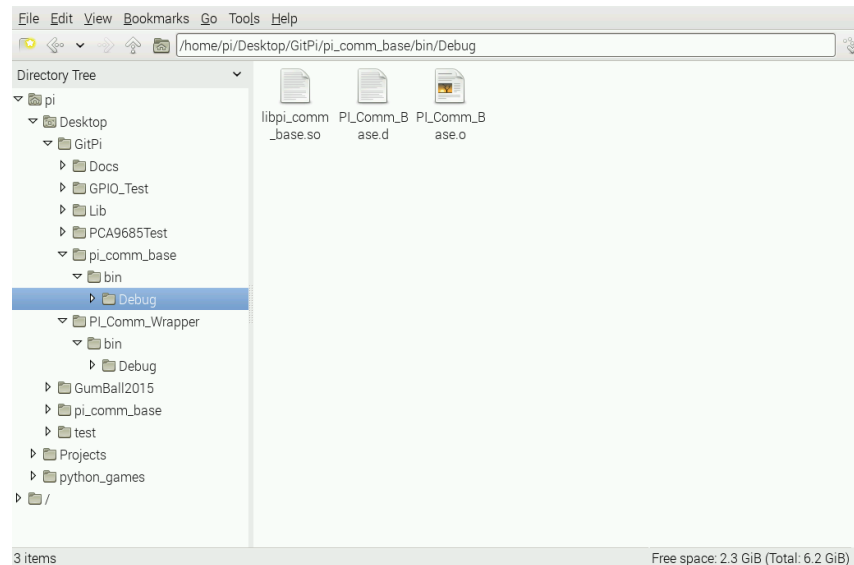 File Edit View Bookmarks Go Tools Help
/home/pi/Desktop/GitPi/pi_comm_base/bin/Debug
Directory Tree
pi
Desktop
GitPi
Docs
GPIO_Test
Lib
PCA9685Test
pi_comm_base
bin
Debug
PI_Comm_Wrapper
bin
Debug
GumBall2015
pi_comm_base
test
Projects
python_games
/
libpi_comm
_base.so
PI_Comm_B
ase.d
PI_Comm_B
ase.o
3 items
Free space: 2.3 GiB (Total: 6.2 GiB)